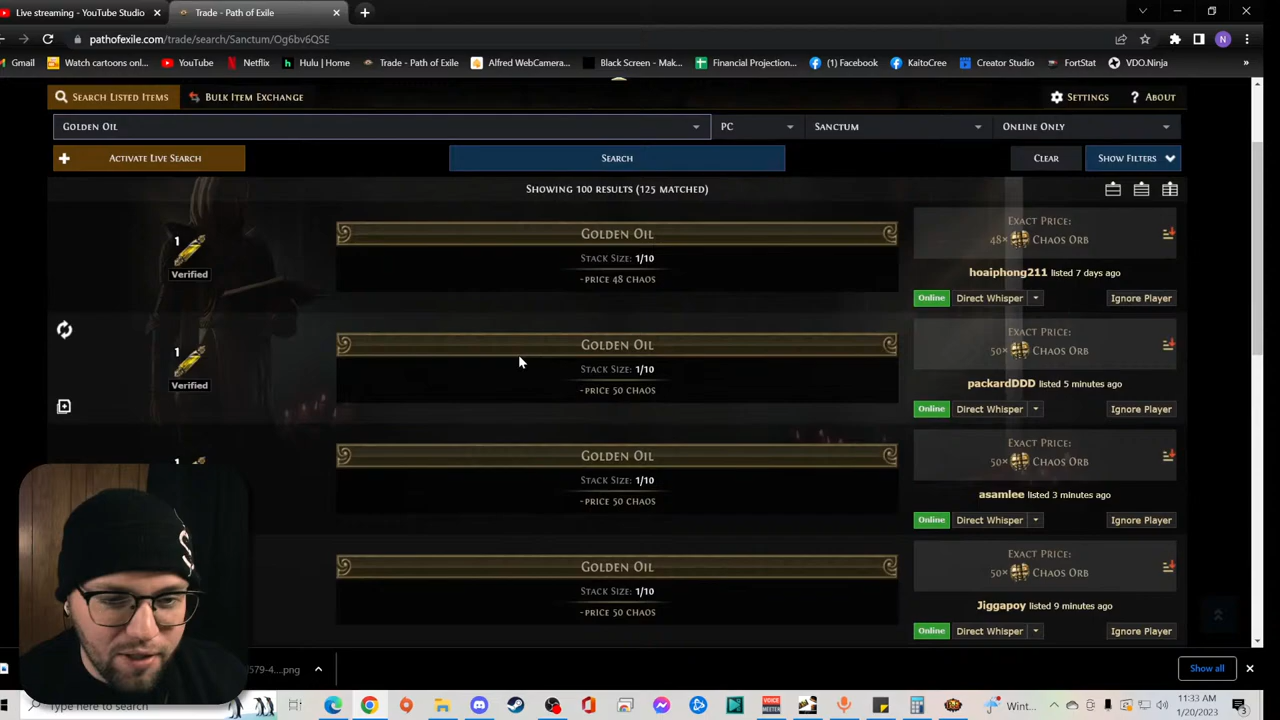 Live streaming - YouTube Studio
Trade - Path of Exile
pathofexile.com/trade/search/Sanctum/Og6bv6QSE
N
Gmail
Watch cartoons onl...
YouTube
Netflix
Hulu | Home
Trade - Path of Exile
Alfred WebCamera...
Black Screen - Mak...
Financial Projection...
(1) Facebook
KaitoCree
Creator Studio
FortStat
VDO.Ninja
SEARCH LISTED ITEMS
BULK ITEM EXCHANGE
SETTINGS
? ABOUT
GOLDEN OIL
PC
SANCTUM
ONLINE ONLY
ACTIVATE LIVE SEARCH
SEARCH
CLEAR
SHOW FILTERS
SHOWING 100 RESULTS (125 MATCHED)
1
Verified
GOLDEN OIL
STACK SIZE: 1/10
~PRICE 48 CHAOS
EXACT PRICE:
48× CHAOS ORB
hoaiphong211 listed 7 days ago
Online
Direct Whisper
Ignore Player
1
Verified
GOLDEN OIL
STACK SIZE: 1/10
~PRICE 50 CHAOS
EXACT PRICE:
50× CHAOS ORB
packardDDD listed 5 minutes ago
Online
Direct Whisper
Ignore Player
1
GOLDEN OIL
STACK SIZE: 1/10
~PRICE 50 CHAOS
EXACT PRICE:
50× CHAOS ORB
asamlee listed 3 minutes ago
Online
Direct Whisper
Ignore Player
GOLDEN OIL
STACK SIZE: 1/10
~PRICE 50 CHAOS
EXACT PRICE:
50× CHAOS ORB
Jiggapoy listed 9 minutes ago
Online
Direct Whisper
Ignore Player
579-4....png
Show all
Type here to search
VOICE
MEETER
Wint...
11:33 AM
1/20/2023
3